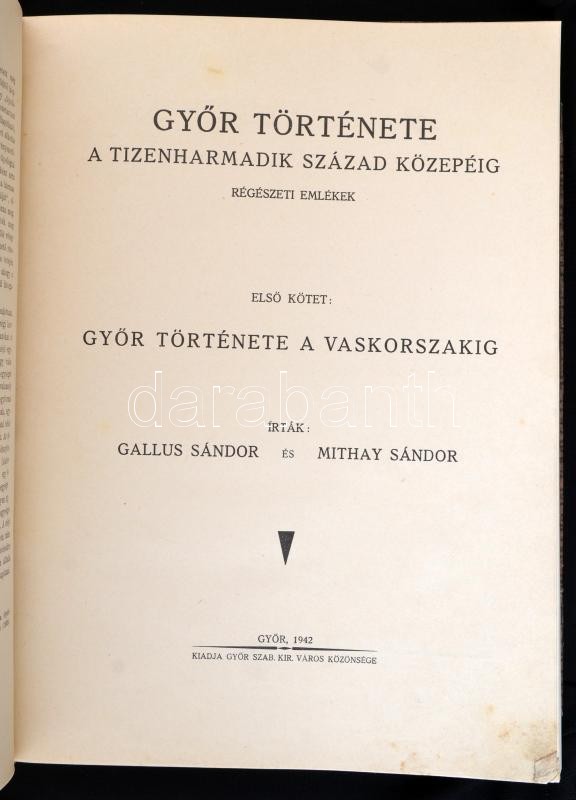 GYŐR TÖRTÉNETE
A TIZENHARMADIK SZÁZAD KÖZEPÉIG
RÉGÉSZETI EMLÉKEK
ELSŐ KÖTET:
GYŐR TÖRTÉNETE A VASKORSZAKIG
darabanth
ÍRTÁK:
GALLUS SÁNDOR ÉS MITHAY SÁNDOR
GYŐR, 1942
KIADJA GYŐR SZAB. KIR. VÁROS KÖZÖNSÉGE